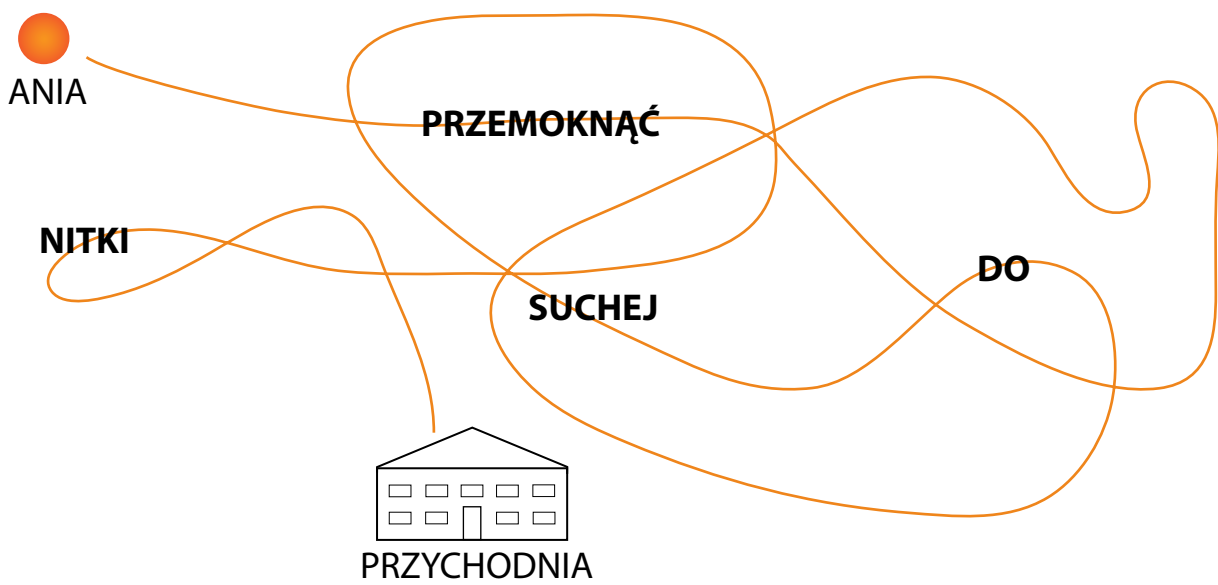 ANIA
PRZEMOKNĄĆ
NITKI
DO
SUCHEJ
PRZYCHODNIA